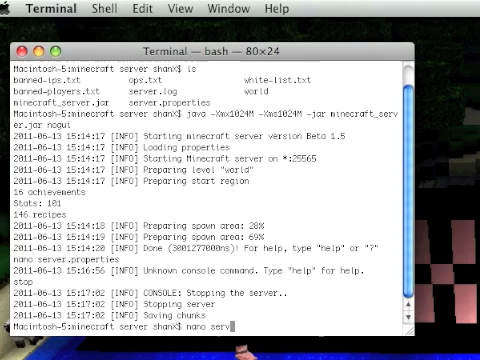 Terminal Shell Edit View Window Help
Terminal — bash — 80×24
Macintosh-5:minecraft server shanX$ ls
banned-ips.txt ops.txt white-list.txt
banned-players.txt server.log world
minecraft_server.jar server.properties
Macintosh-5:minecraft server shanX$ java -Xmx1024M -Xms1024M -jar minecraft_serv
er.jar nogui
2011-06-13 15:14:17 [INFO] Starting minecraft server version Beta 1.5
2011-06-13 15:14:17 [INFO] Loading properties
2011-06-13 15:14:17 [INFO] Starting Minecraft server on *:25565
2011-06-13 15:14:17 [INFO] Preparing level "world"
2011-06-13 15:14:17 [INFO] Preparing start region
16 achievements
Stats: 101
146 recipes
2011-06-13 15:14:18 [INFO] Preparing spawn area: 28%
2011-06-13 15:14:19 [INFO] Preparing spawn area: 69%
2011-06-13 15:14:20 [INFO] Done (3001277000ns)! For help, type "help" or "?"
nano server.properties
2011-06-13 15:16:56 [INFO] Unknown console command. Type "help" for help.
stop
2011-06-13 15:17:02 [INFO] CONSOLE: Stopping the server..
2011-06-13 15:17:02 [INFO] Stopping server
2011-06-13 15:17:02 [INFO] Saving chunks
Macintosh-5:minecraft server shanX$ nano serv